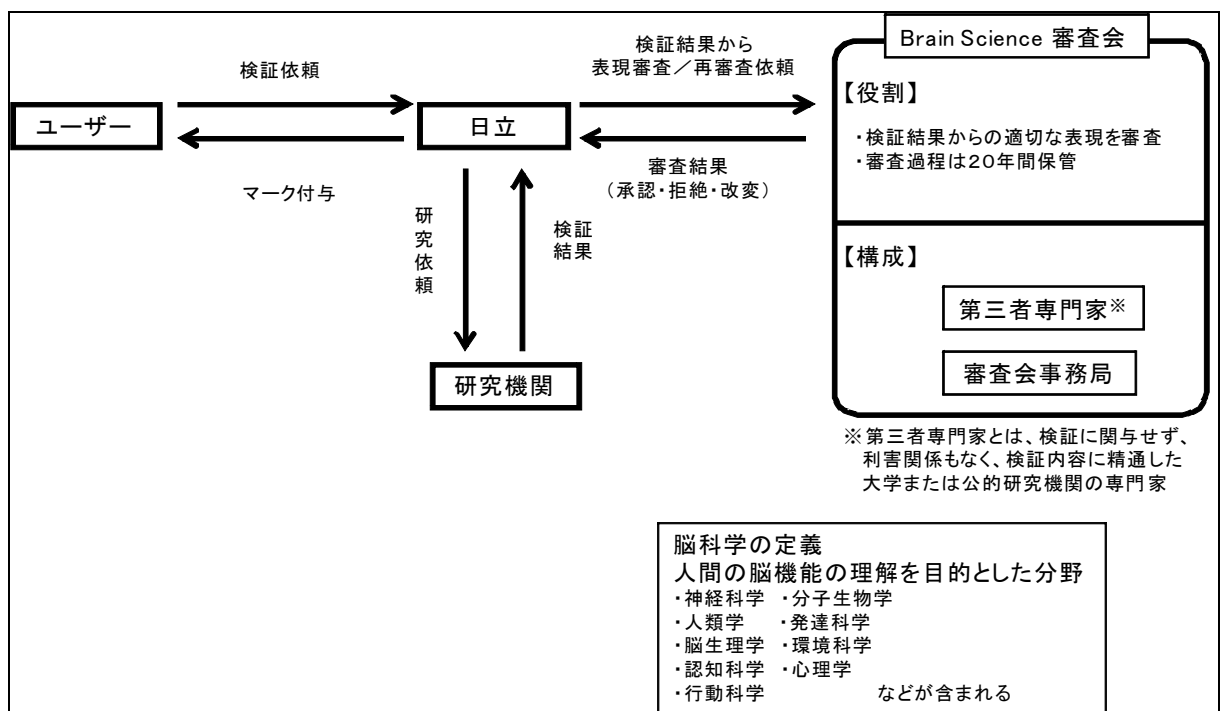 検証依頼
ユーザー
マーク付与
日立
検証結果から
表現審査／再審査依頼
審査結果
（承認・拒絶・改変）
研究依頼
検証
結果
研究機関
Brain Science 審査会
【役割】
・検証結果からの適切な表現を審査
・審査過程は２０年間保管
【構成】
第三者専門家※
審査会事務局
※第三者専門家とは、検証に関与せず、
利害関係もなく、検証内容に精通した
大学または公的研究機関の専門家
脳科学の定義
人間の脳機能の理解を目的とした分野
・神経科学 ・分子生物学
・人類学 ・発達科学
・脳生理学 ・環境科学
・認知科学 ・心理学
・行動科学 などが含まれる